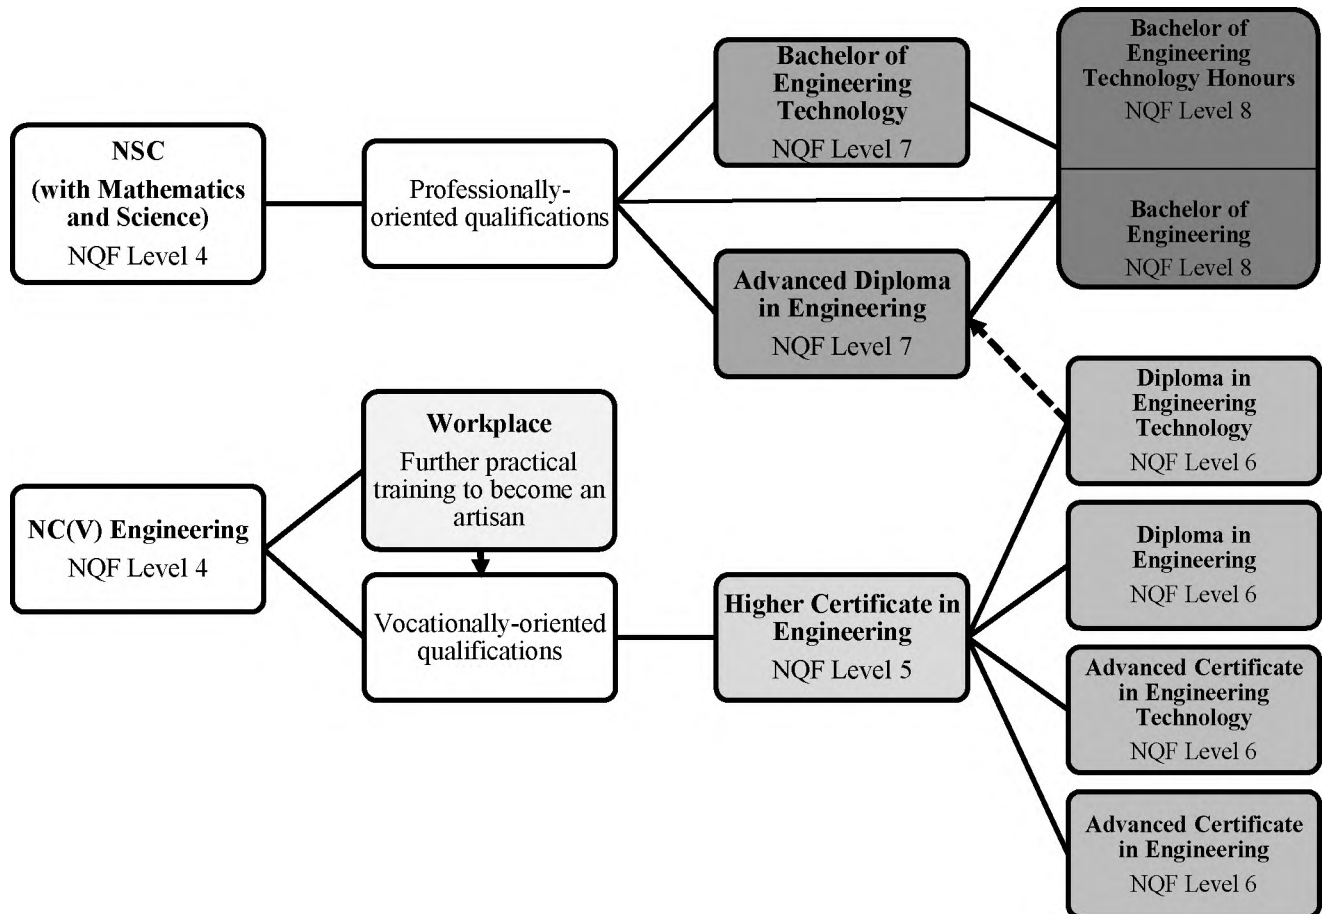 NSC
(with Mathematics
and Science)
NQF Level 4
Professionally-
oriented qualifications
Bachelor of
Engineering
Technology
NQF Level 7
Advanced Diploma
in Engineering
NQF Level 7
Bachelor of
Engineering
Technology Honours
NQF Level 8
Bachelor of
Engineering
NQF Level 8
NC(V) Engineering
NQF Level 4
Workplace
Further practical
training to become an
artisan
Vocationally-oriented
qualifications
Higher Certificate in
Engineering
NQF Level 5
Diploma in
Engineering
Technology
NQF Level 6
Diploma in
Engineering
NQF Level 6
Advanced Certificate
in Engineering
Technology
NQF Level 6
Advanced Certificate
in Engineering
NQF Level 6